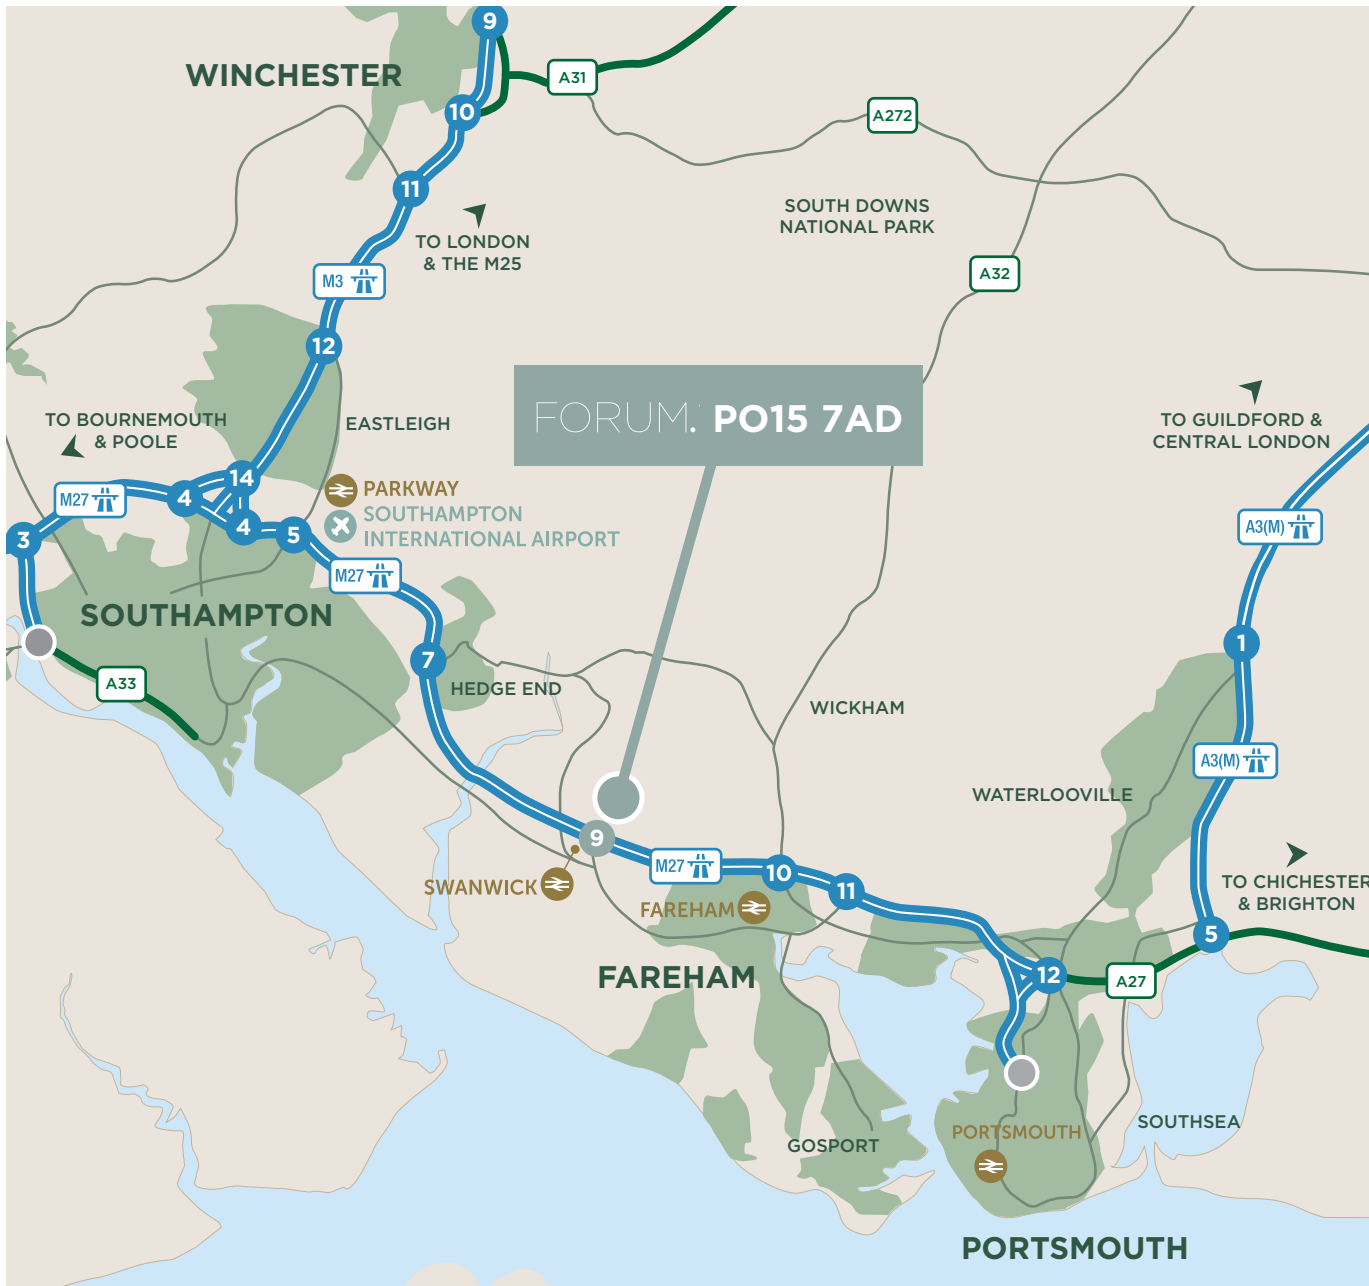 9
WINCHESTER
A31
10
A272
11
SOUTH DOWNS
NATIONAL PARK
TO LONDON
& THE M25
M3
A32
12
FORUM. PO15 7AD
TO BOURNEMOUTH
& POOLE
EASTLEIGH
TO GUILDFORD &
CENTRAL LONDON
14
PARKWAY
M27
4
SOUTHAMPTON
INTERNATIONAL AIRPORT
4
5
3
A3(M)
M27
SOUTHAMPTON
1
7
A33
HEDGE END
WICKHAM
A3(M)
WATERLOOVILLE
9
M27
10
11
SWANWICK
FAREHAM
TO CHICHESTER
& BRIGHTON
5
FAREHAM
12
A27
SOUTHSEA
PORTSMOUTH
GOSPORT
PORTSMOUTH